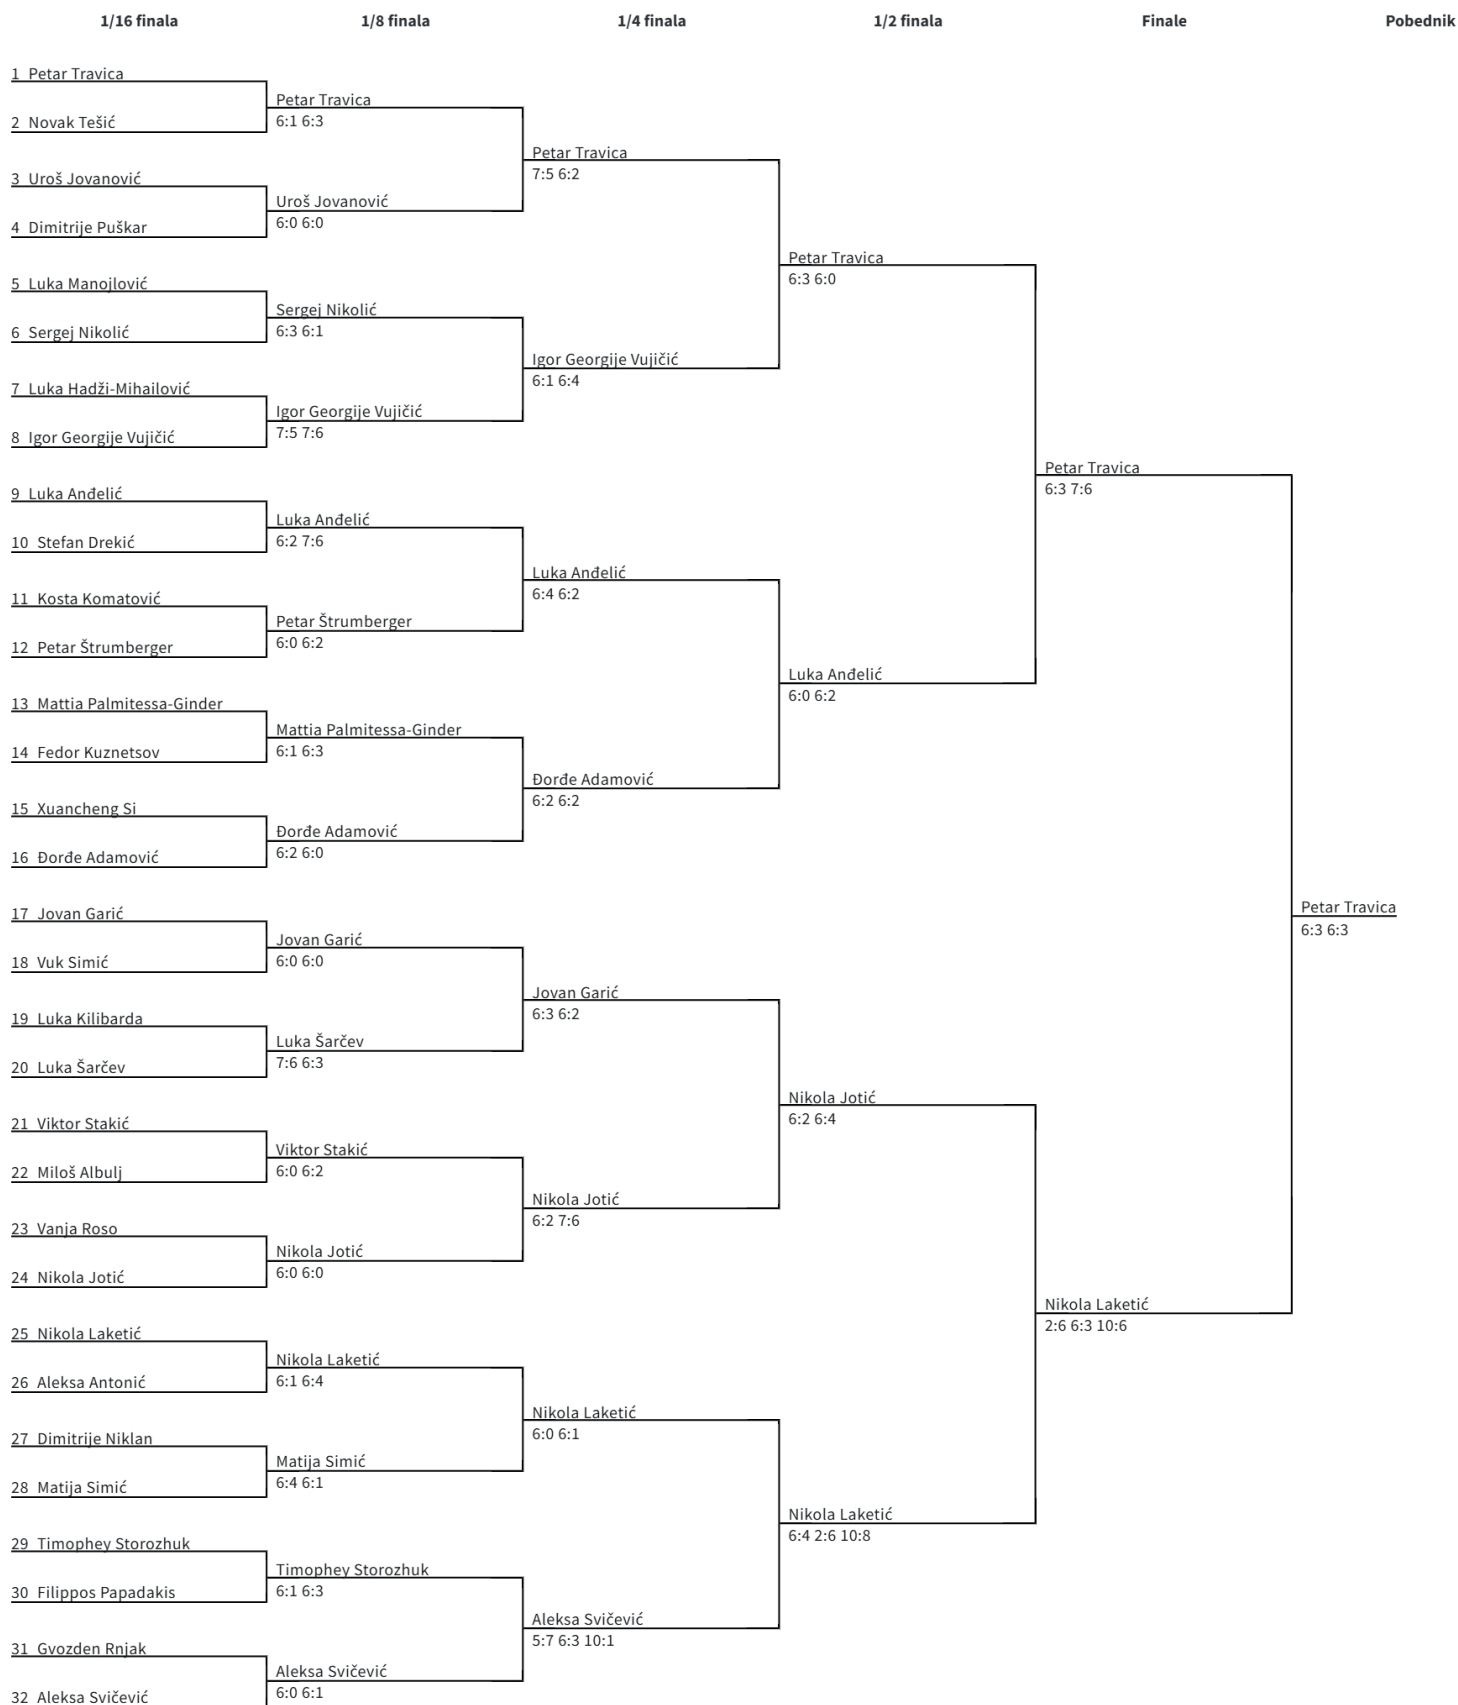 1/16 finala 1/8 finala 1/4 finala 1/2 finala Finale Pobednik
1 Petar Travica
Petar Travica
2 Novak Tešić
6:1 6:3
Petar Travica
7:5 6:2
3 Uroš Jovanović
Uroš Jovanović
4 Dimitrije Puškar
6:0 6:0
Petar Travica
6:3 6:0
5 Luka Manojlović
Sergej Nikolić
6 Sergej Nikolić
6:3 6:1
Igor Georgije Vujičić
6:1 6:4
7 Luka Hadži-Mihailović
Igor Georgije Vujičić
8 Igor Georgije Vujičić
7:5 7:6
Petar Travica
6:3 7:6
9 Luka Anđelić
Luka Anđelić
10 Stefan Drekić
6:2 7:6
Luka Anđelić
6:4 6:2
11 Kosta Komatović
Petar Štrumberger
12 Petar Štrumberger
6:0 6:2
Luka Anđelić
6:0 6:2
13 Mattia Palmitessa-Ginder
Mattia Palmitessa-Ginder
14 Fedor Kuznetsov
6:1 6:3
Đorđe Adamović
6:2 6:2
15 Xuancheng Si
Đorđe Adamović
16 Đorđe Adamović
6:2 6:0
Petar Travica
6:3 6:3
17 Jovan Garić
Jovan Garić
18 Vuk Simić
6:0 6:0
Jovan Garić
6:3 6:2
19 Luka Kilibarda
Luka Šarčev
20 Luka Šarčev
7:6 6:3
Nikola Jotić
6:2 6:4
21 Viktor Stakić
Viktor Stakić
22 Miloš Albulj
6:0 6:2
Nikola Jotić
6:2 7:6
23 Vanja Roso
Nikola Jotić
24 Nikola Jotić
6:0 6:0
Nikola Laketić
2:6 6:3 10:6
25 Nikola Laketić
Nikola Laketić
26 Aleksa Antonić
6:1 6:4
Nikola Laketić
6:0 6:1
27 Dimitrije Niklan
Matija Simić
28 Matija Simić
6:4 6:1
Nikola Laketić
6:4 2:6 10:8
29 Timophey Storozhuk
Timophey Storozhuk
30 Filippos Papadakis
6:1 6:3
Aleksa Svičević
5:7 6:3 10:1
31 Gvozden Rnjak
Aleksa Svičević
32 Aleksa Svičević
6:0 6:1